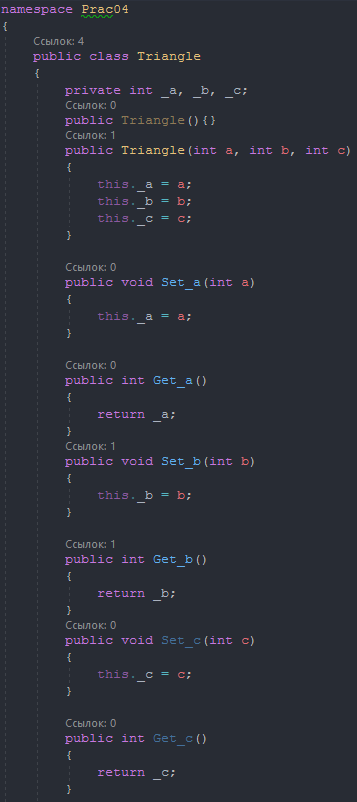 namespace Prac04
{
Ссылок: 4
public class Triangle
{
private int _a, _b, _c;
Ссылок: 0
public Triangle(){}
Ссылок: 1
public Triangle(int a, int b, int c)
{
this._a = a;
this._b = b;
this._c = c;
}
Ссылок: 0
public void Set_a(int a)
{
this._a = a;
}
Ссылок: 0
public int Get_a()
{
return _a;
}
Ссылок: 1
public void Set_b(int b)
{
this._b = b;
}
Ссылок: 1
public int Get_b()
{
return _b;
}
Ссылок: 0
public void Set_c(int c)
{
this._c = c;
}
Ссылок: 0
public int Get_c()
{
return _c;
}